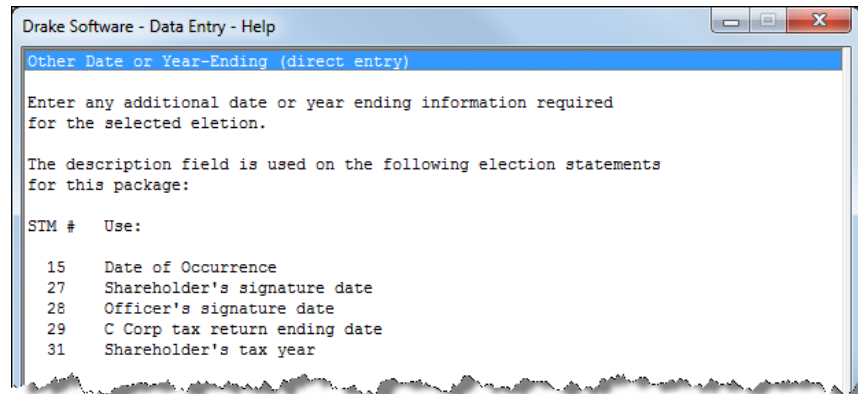 Drake Software - Data Entry - Help
Other Date or Year-Ending (direct entry)
Enter any additional date or year ending information required
for the selected eletion.
The description field is used on the following election statements
for this package:
STM # Use:
15 Date of Occurrence
27 Shareholder's signature date
28 Officer's signature date
29 C Corp tax return ending date
31 Shareholder's tax year